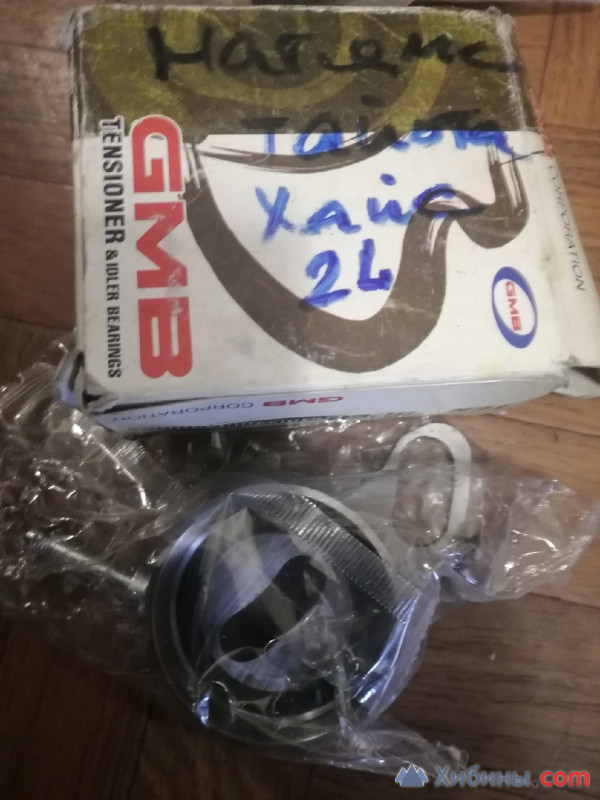 Натяжс
Тайота
Хайс
2L
GMB
TENSIONER & IDLER BEARINGS
CORPORATION
GMB
GMB CORPORATION
Хибины.com